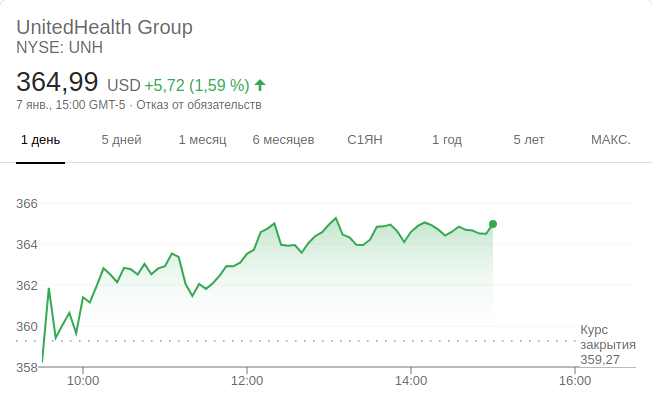 UnitedHealth Group
NYSE: UNH
364,99 USD +5,72 (1,59 %)
7 янв., 15:00 GMT-5 · Отказ от обязательств
1 день 5 дней 1 месяц 6 месяцев С1ЯН 1 год 5 лет МАКС.
366
364
362
360
358
Курс
закрытия
359,27
10:00 12:00 14:00 16:00